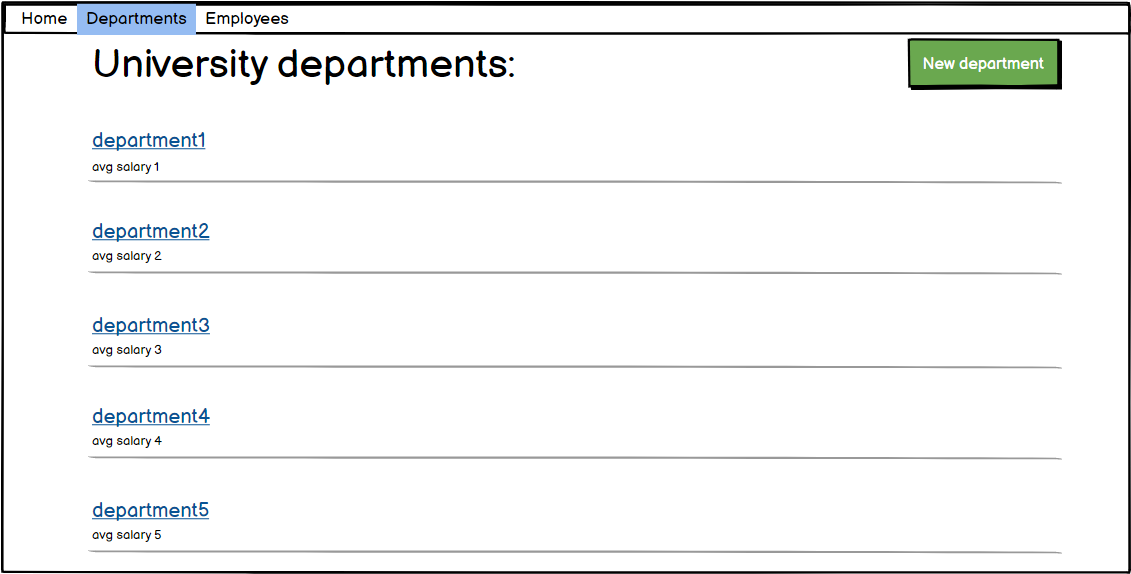 Home Departments Employees
University departments:
New department
department1
avg salary 1
department2
avg salary 2
department3
avg salary 3
department4
avg salary 4
department5
avg salary 5